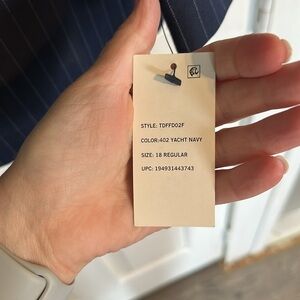 STYLE: TDFFD02F
COLOR:402 YACHT NAVY
SIZE: 18 REGULAR
UPC: 194931443743